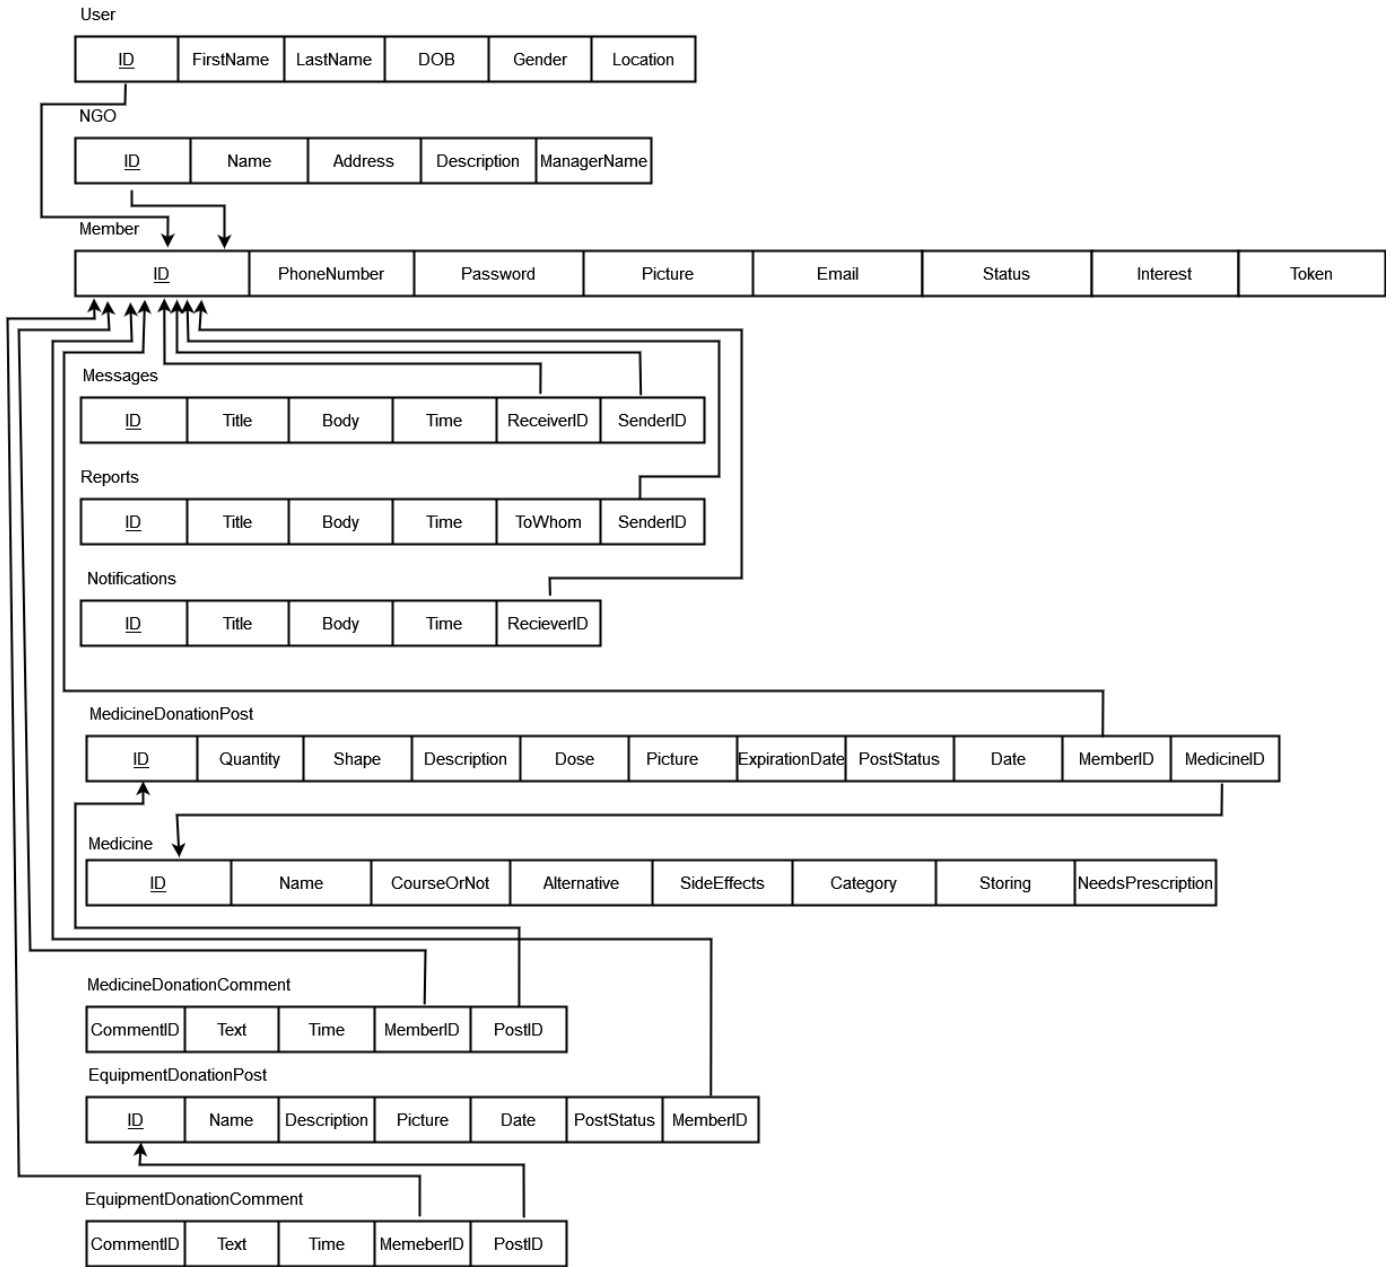 User
ID FirstName LastName DOB Gender Location
NGO
ID Name Address Description ManagerName
Member
ID PhoneNumber Password Picture Email Status Interest Token
Messages
ID Title Body Time ReceiverID SenderID
Reports
ID Title Body Time ToWhom SenderID
Notifications
ID Title Body Time RecieverID
MedicineDonationPost
ID Quantity Shape Description Dose Picture ExpirationDate PostStatus Date MemberID MedicineID
Medicine
ID Name CourseOrNot Alternative SideEffects Category Storing NeedsPrescription
MedicineDonationComment
CommentID Text Time MemberID PostID
EquipmentDonationPost
ID Name Description Picture Date PostStatus MemberID
EquipmentDonationComment
CommentID Text Time MemeberID PostID